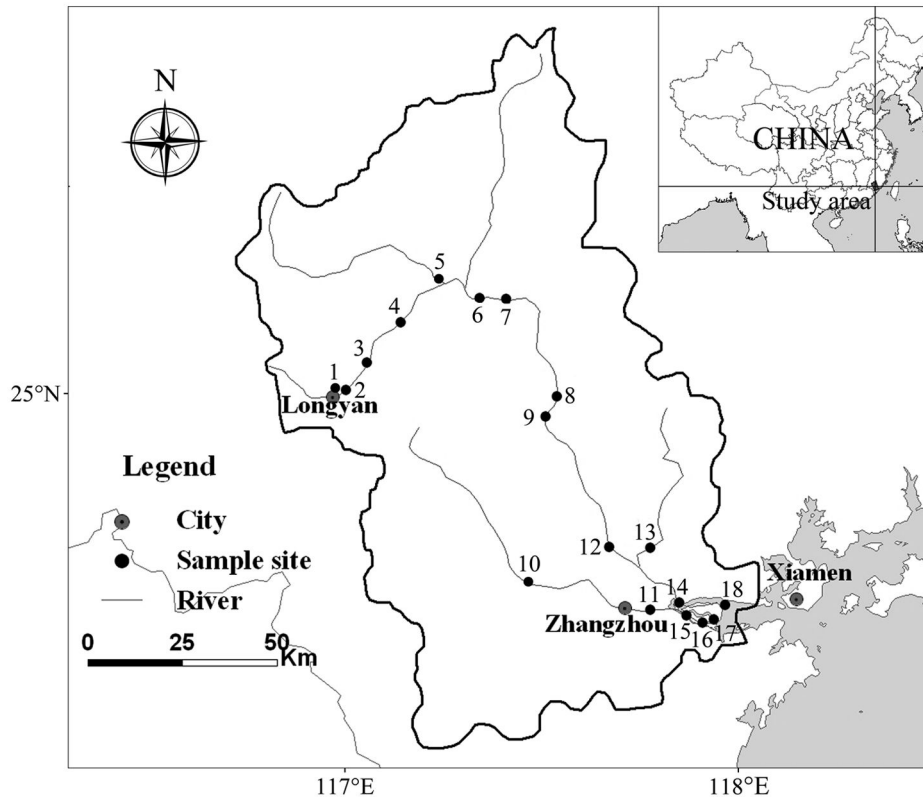 N
CHINA
Study area
5
4
6
7
3
1
2
25°N
8
Longyan
9
Legend
City
12
13
Sample site
10
Xiamen
14
18
River
11
Zhangzhou
15
17
16
0 25 50
Km
117°E
118°E